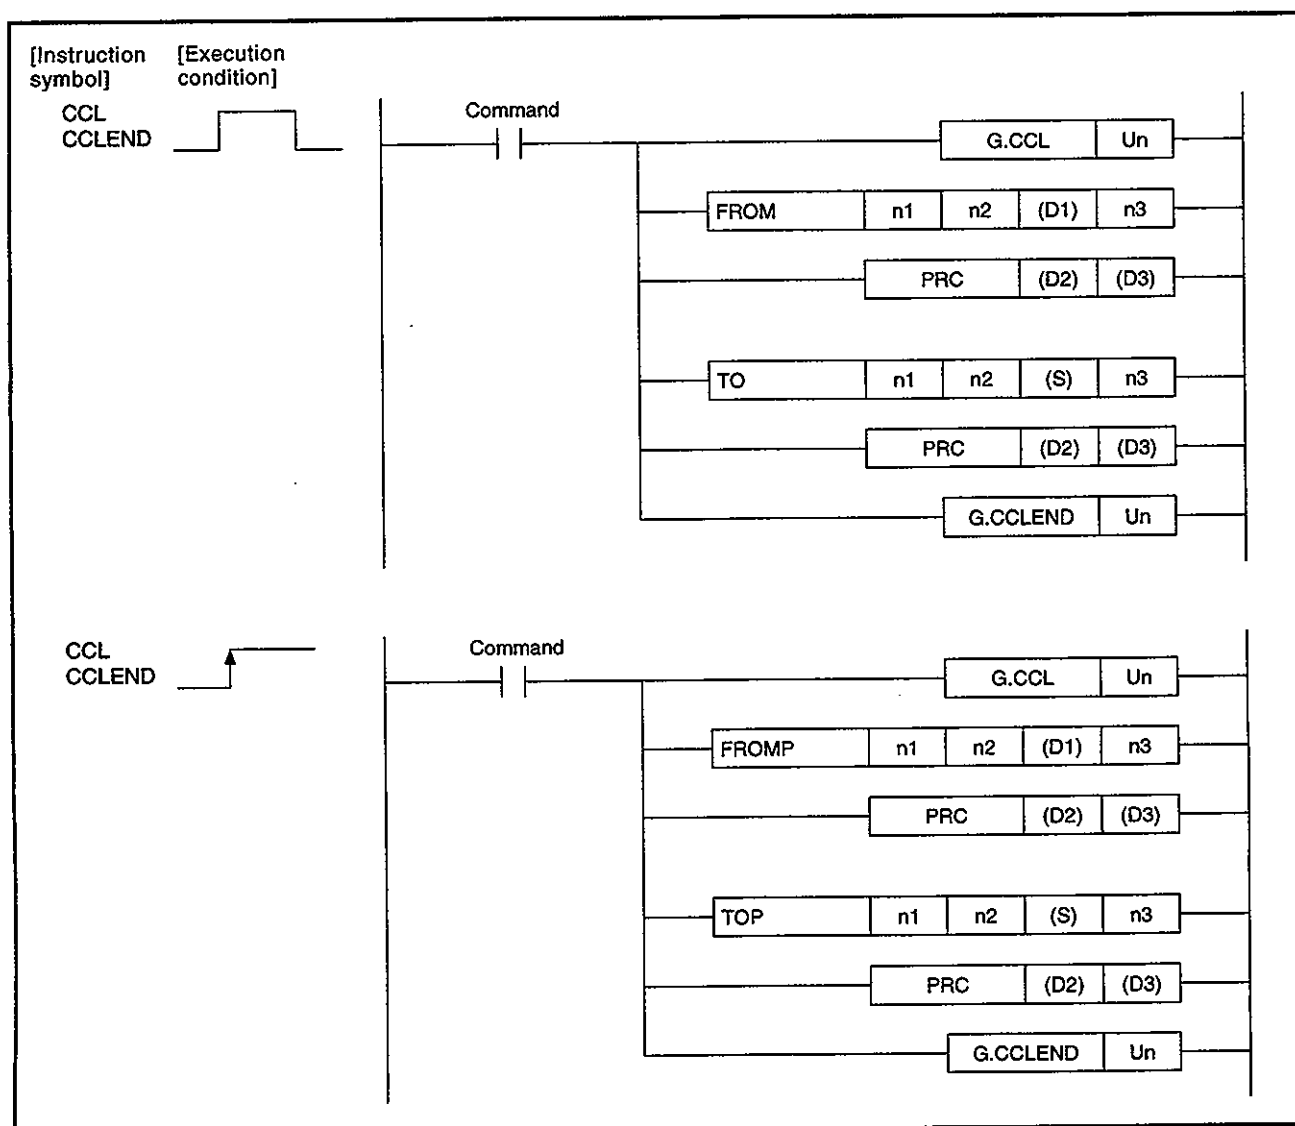 [Instruction symbol] [Execution condition]
CCL
CCLEND
Command
G.CCL Un
FROM n1 n2 (D1) n3
PRC (D2) (D3)
TO n1 n2 (S) n3
PRC (D2) (D3)
G.CCLEND Un
CCL
CCLEND
Command
G.CCL Un
FROMP n1 n2 (D1) n3
PRC (D2) (D3)
TOP n1 n2 (S) n3
PRC (D2) (D3)
G.CCLEND Un